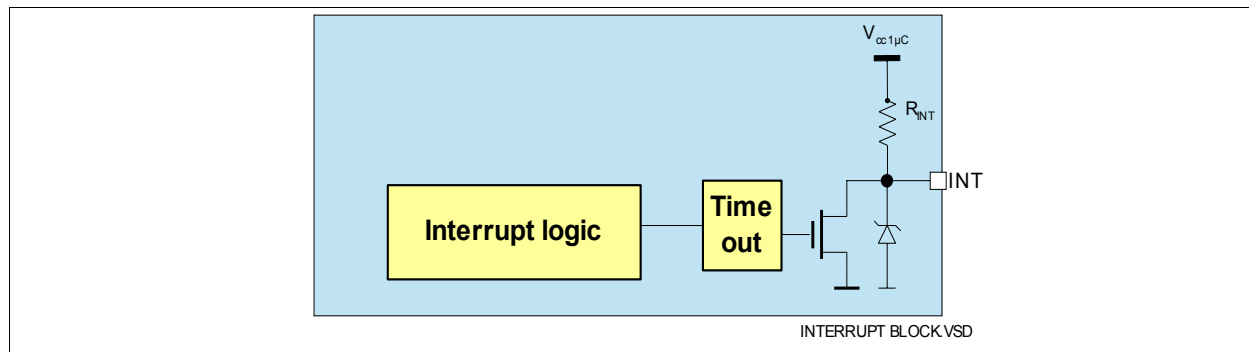 Vcc1µC
RINT
INT
Interrupt logic
Time
out
INTERRUPT BLOCK.VSD